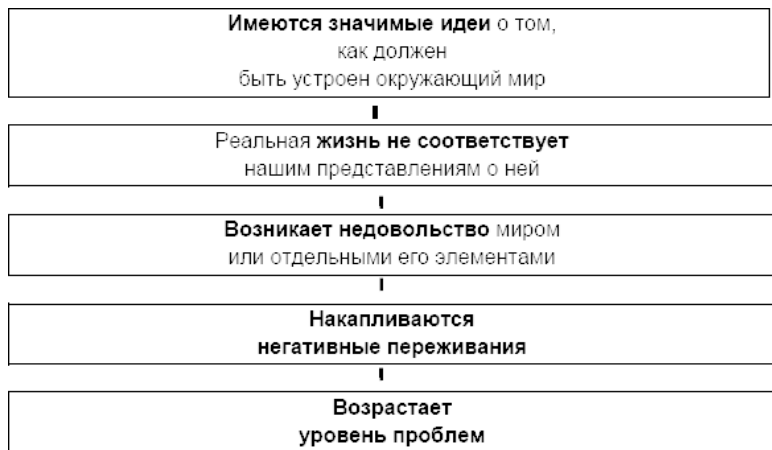 Имеются значимые идеи о том,
как должен
быть устроен окружающий мир
Реальная жизнь не соответствует
нашим представлениям о ней
Возникает недовольство миром
или отдельными его элементами
Накапливаются
негативные переживания
Возрастает
уровень проблем